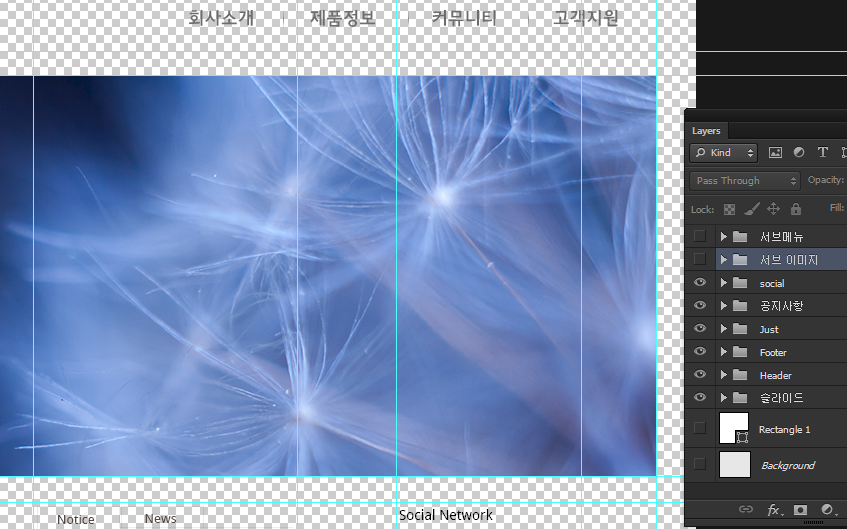 회사소개 제품정보 커뮤니티 고객지원
Layers
Kind
Pass Through Opacity:
Lock: Fill:
서브메뉴
서브 이미지
social
공지사항
Just
Footer
Header
슬라이드
Rectangle 1
Background
fx
Notice News Social Network